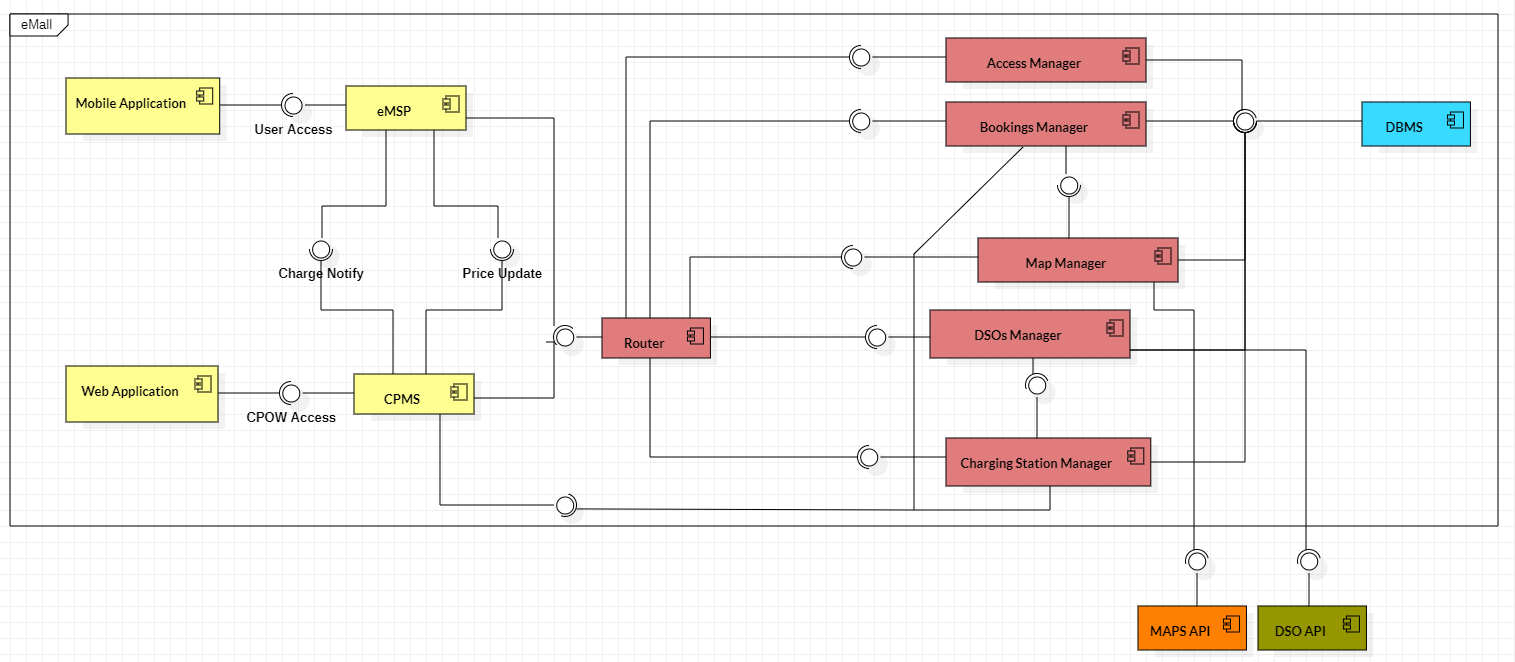 eMall
Access Manager
Mobile Application
eMSP
User Access
Bookings Manager
DBMS
Charge Notify
Price Update
Map Manager
Router
DSOs Manager
Web Application
CPMS
CPOW Access
Charging Station Manager
MAPS API
DSO API